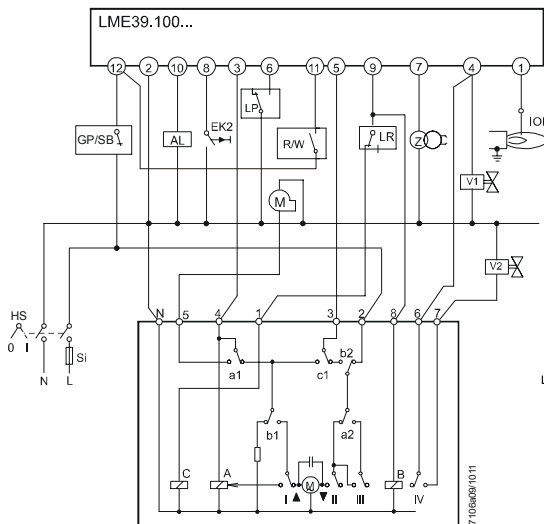 LME39.100...
12 2 10 8 3 6 11 5 9 7 4 1
LP
EK2
GP/SB AL R/W LR Z ION
V1
M
V2
HS
0 I
Si
N L
N 5 4 1 3 2 8 6 7
a1 c1 b2
b1 a2
C A I M II III B IV
7106a09/1011
L